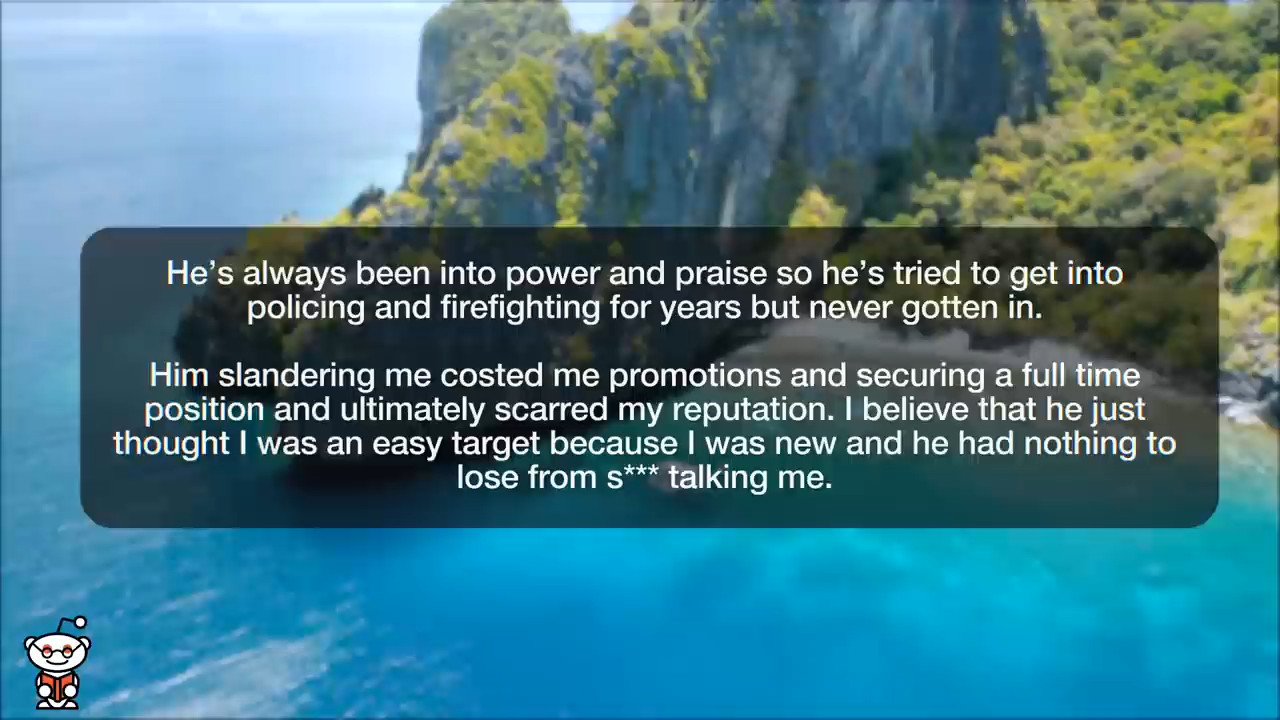 He’s always been into power and praise so he’s tried to get into
policing and firefighting for years but never gotten in.
Him slandering me costed me promotions and securing a full time
position and ultimately scarred my reputation. I believe that he just
thought I was an easy target because I was new and he had nothing to
lose from s*** talking me.